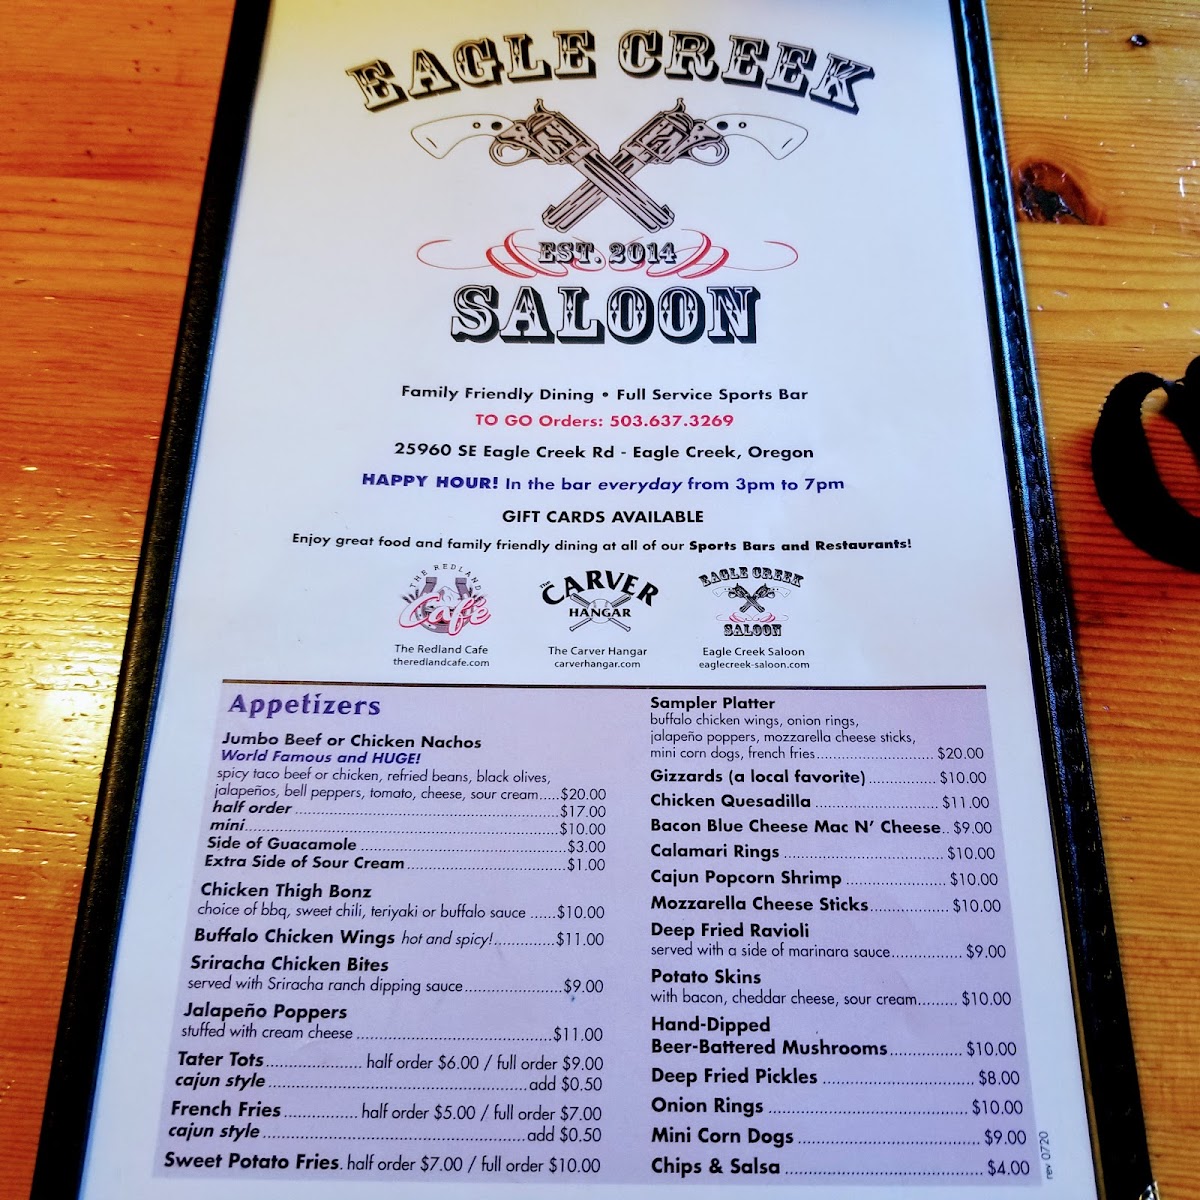 EAGLE CREEK
EST. 2014
SALOON
Family Friendly Dining • Full Service Sports Bar
TO GO Orders: 503.637.3269
25960 SE Eagle Creek Rd - Eagle Creek, Oregon
HAPPY HOUR! In the bar everyday from 3pm to 7pm
GIFT CARDS AVAILABLE
Enjoy great food and family friendly dining at all of our Sports Bars and Restaurants!
THE REDLAND
Café
The Redland Cafe
theredlandcafe.com
THE CARVER
HANGAR
The Carver Hangar
carverhangar.com
EAGLE CREEK
SALOON
Eagle Creek Saloon
eaglecreek-saloon.com
Appetizers
Jumbo Beef or Chicken Nachos
World Famous and HUGE!
spicy taco beef or chicken, refried beans, black olives,
jalapeños, bell peppers, tomato, cheese, sour cream.....$20.00
half order.....$17.00
mini.....$10.00
Side of Guacamole.....$3.00
Extra Side of Sour Cream.....$1.00
Chicken Thigh Bonz
choice of bbq, sweet chili, teriyaki or buffalo sauce ......$10.00
Buffalo Chicken Wings hot and spicy!.....$11.00
Sriracha Chicken Bites
served with Sriracha ranch dipping sauce.....$9.00
Jalapeño Poppers
stuffed with cream cheese.....$11.00
Tater Tots..... half order $6.00 / full order $9.00
cajun style.....add $0.50
French Fries..... half order $5.00 / full order $7.00
cajun style.....add $0.50
Sweet Potato Fries. half order $7.00 / full order $10.00
Sampler Platter
buffalo chicken wings, onion rings,
jalapeño poppers, mozzarella cheese sticks,
mini corn dogs, french fries..... $20.00
Gizzards (a local favorite)..... $10.00
Chicken Quesadilla..... $11.00
Bacon Blue Cheese Mac N' Cheese.. $9.00
Calamari Rings..... $10.00
Cajun Popcorn Shrimp..... $10.00
Mozzarella Cheese Sticks..... $10.00
Deep Fried Ravioli
served with a side of marinara sauce..... $9.00
Potato Skins
with bacon, cheddar cheese, sour cream..... $10.00
Hand-Dipped
Beer-Battered Mushrooms..... $10.00
Deep Fried Pickles..... $8.00
Onion Rings..... $10.00
Mini Corn Dogs..... $9.00
Chips & Salsa..... $4.00
rev 0720